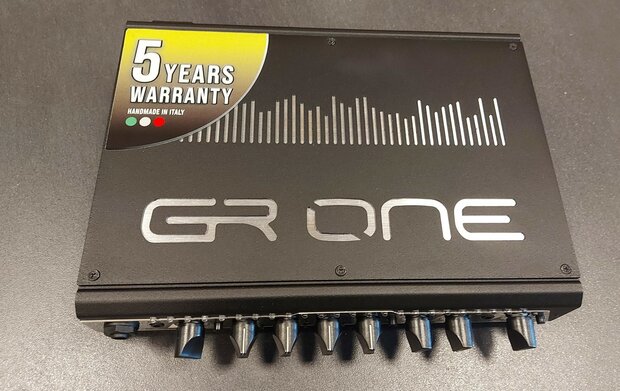 5 YEARS
WARRANTY
HANDMADE IN ITALY
GR ONE